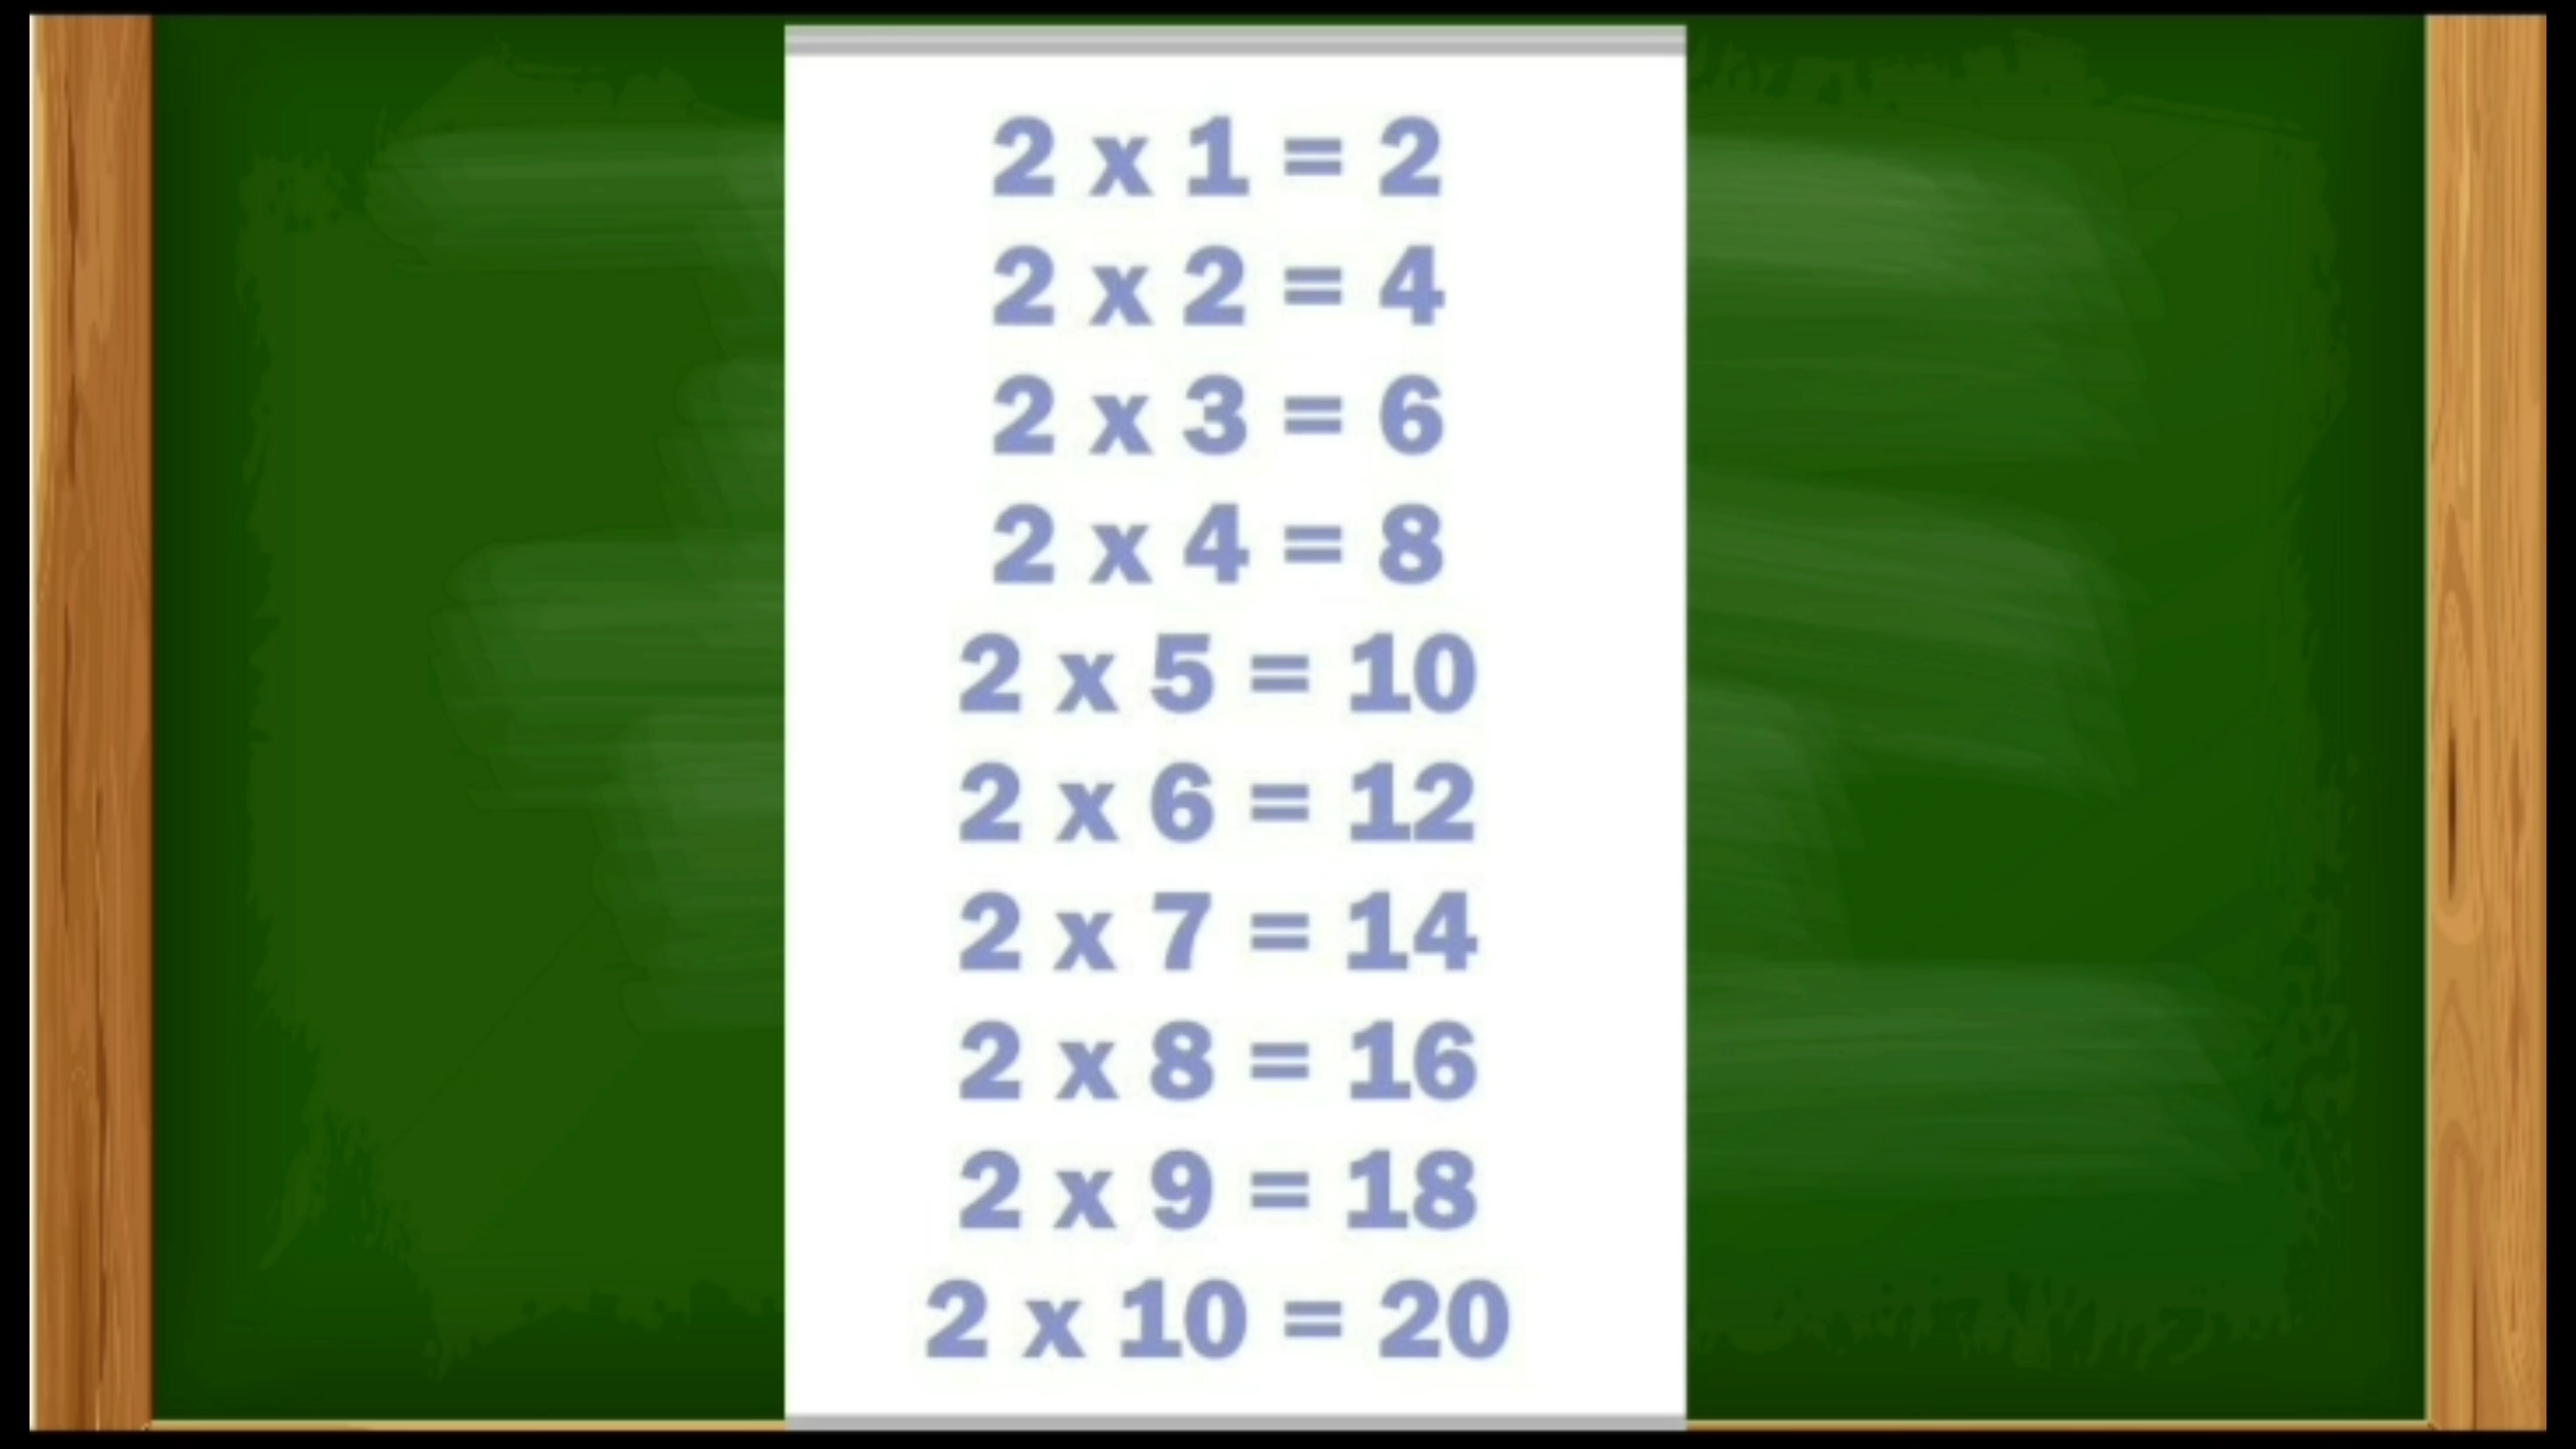 2 x 1 = 2
2 x 2 = 4
2 x 3 = 6
2 x 4 = 8
2 x 5 = 10
2 x 6 = 12
2 x 7 = 14
2 x 8 = 16
2 x 9 = 18
2 x 10 = 20